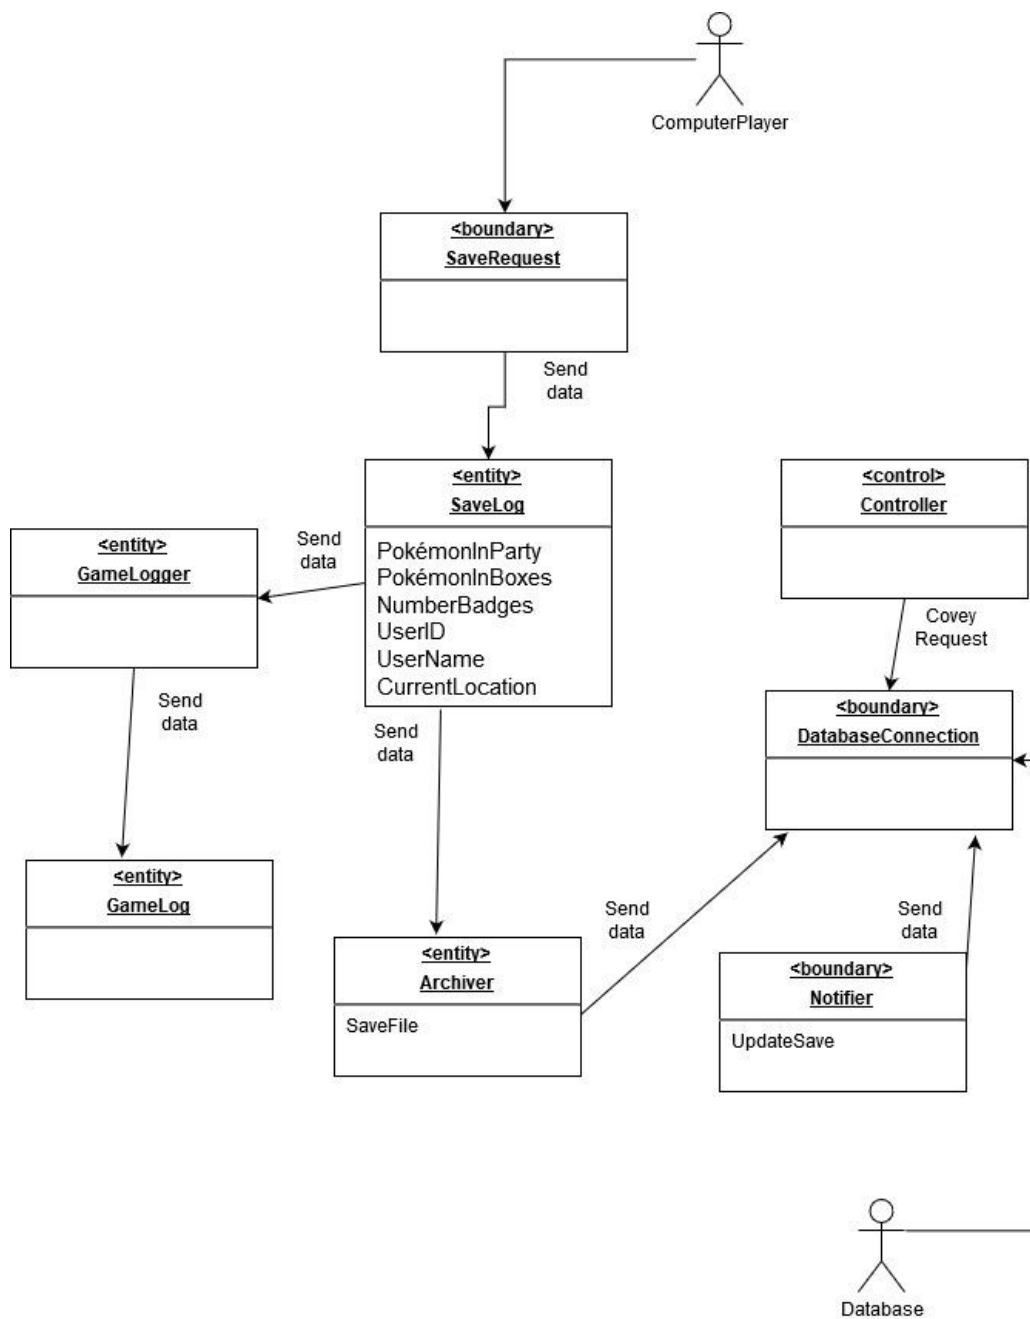 ComputerPlayer
<boundary>
SaveRequest
Send
data
<entity>
SaveLog
PokémonInParty
PokémonInBoxes
NumberBadges
UserID
UserName
CurrentLocation
<control>
Controller
Send
data
<entity>
GameLogger
Covey
Request
Send
data
Send
data
<boundary>
DatabaseConnection
<entity>
GameLog
Send
data
Send
data
<entity>
Archiver
SaveFile
<boundary>
Notifier
UpdateSave
Database